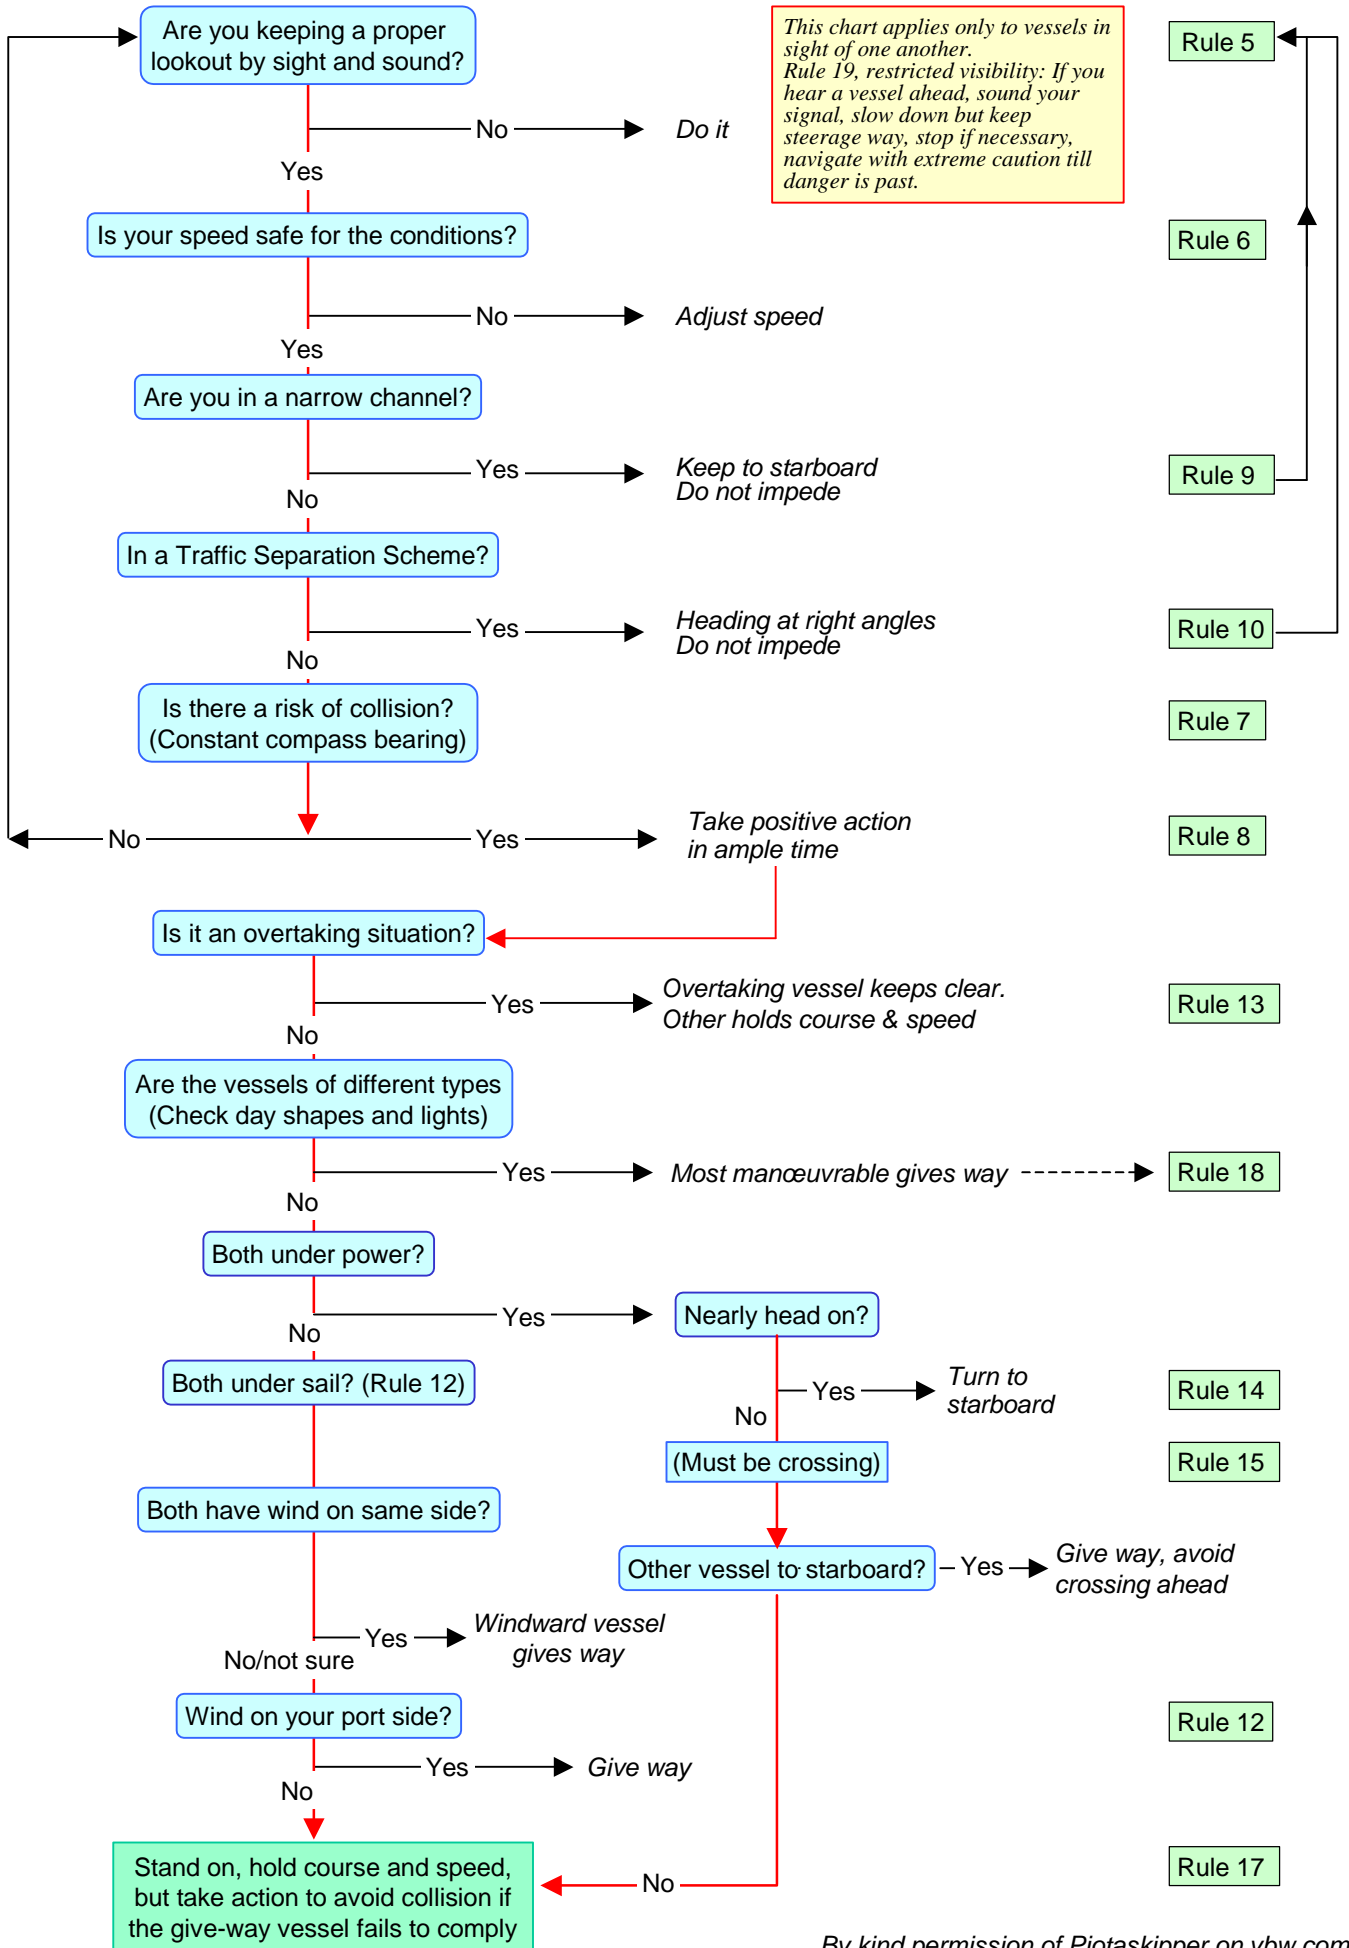 Are you keeping a proper
lookout by sight and sound?
This chart applies only to vessels in
sight of one another.
Rule 19, restricted visibility: If you
hear a vessel ahead, sound your
signal, slow down but keep
steerage way, stop if necessary,
navigate with extreme caution till
danger is past.
Rule 5
No
Do it
Yes
Is your speed safe for the conditions?
Rule 6
No
Adjust speed
Yes
Are you in a narrow channel?
Yes
Keep to starboard
Do not impede
Rule 9
No
In a Traffic Separation Scheme?
Yes
Heading at right angles
Do not impede
Rule 10
No
Is there a risk of collision?
(Constant compass bearing)
Rule 7
No
Yes
Take positive action
in ample time
Rule 8
Is it an overtaking situation?
Yes
Overtaking vessel keeps clear.
Other holds course & speed
Rule 13
No
Are the vessels of different types
(Check day shapes and lights)
Yes
Most manœuvrable gives way
Rule 18
No
Both under power?
Yes
Nearly head on?
No
Both under sail? (Rule 12)
Yes
Turn to
starboard
Rule 14
No
(Must be crossing)
Rule 15
Both have wind on same side?
Other vessel to starboard?
Yes
Give way, avoid
crossing ahead
Yes
Windward vessel
gives way
No/not sure
Wind on your port side?
Rule 12
Yes
Give way
No
Stand on, hold course and speed,
but take action to avoid collision if
the give-way vessel fails to comply
No
Rule 17
By kind permission of Piotaskipper on ybw.com